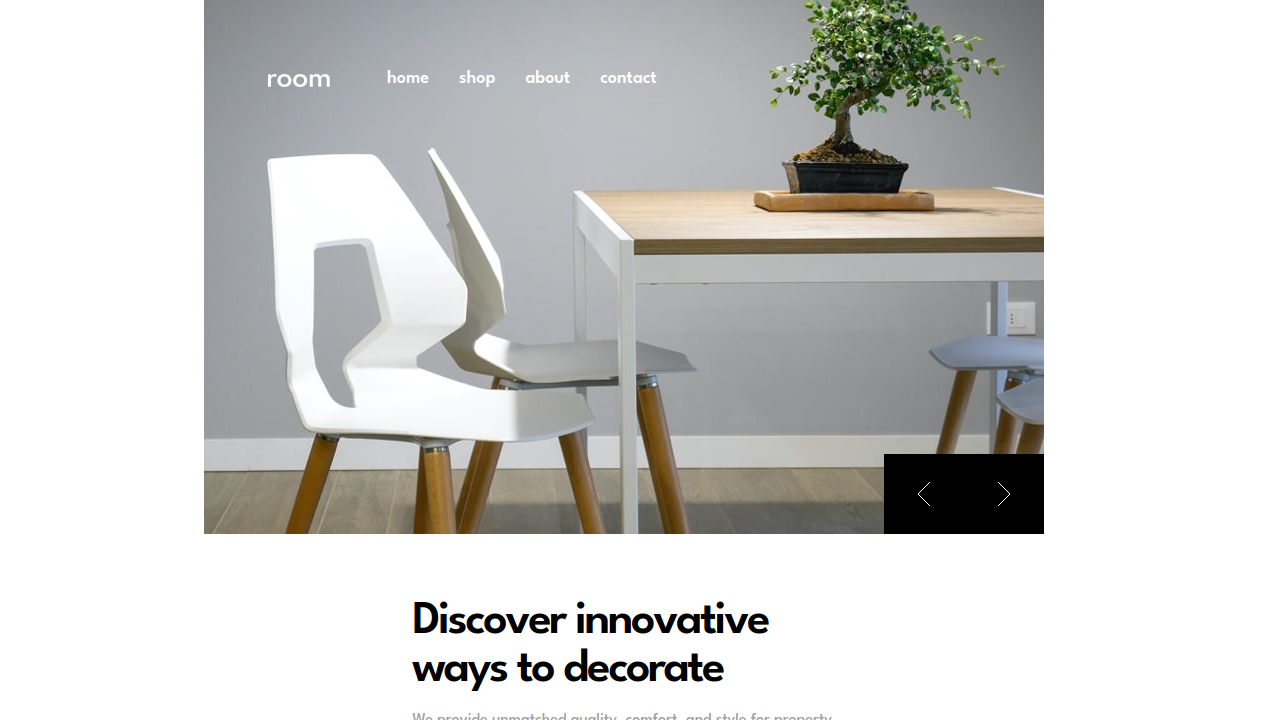 room home shop about contact
Discover innovative
ways to decorate
We provide unmatched quality, comfort, and style for property